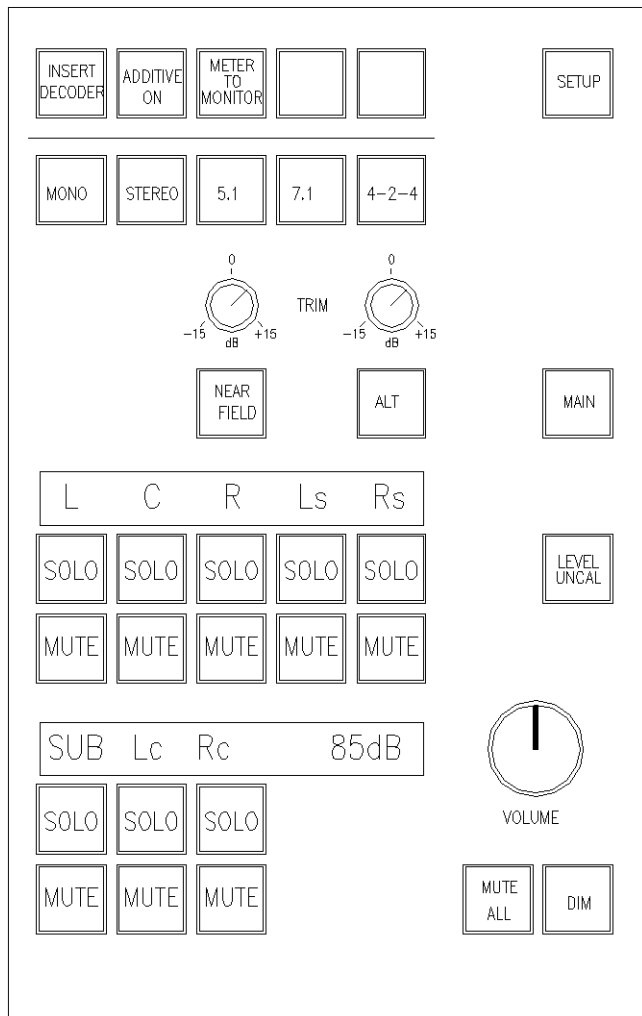 INSERT DECODER
ADDITIVE ON
METER TO MONITOR
SETUP
MONO
STEREO
5.1
7.1
4-2-4
0
-15
+15
dB
TRIM
0
-15
+15
dB
NEAR FIELD
ALT
MAIN
L C R Ls Rs
SOLO SOLO SOLO SOLO SOLO
LEVEL UNCAL
MUTE MUTE MUTE MUTE MUTE
SUB Lc Rc 85dB
VOLUME
SOLO SOLO SOLO
MUTE MUTE MUTE
MUTE ALL
DIM